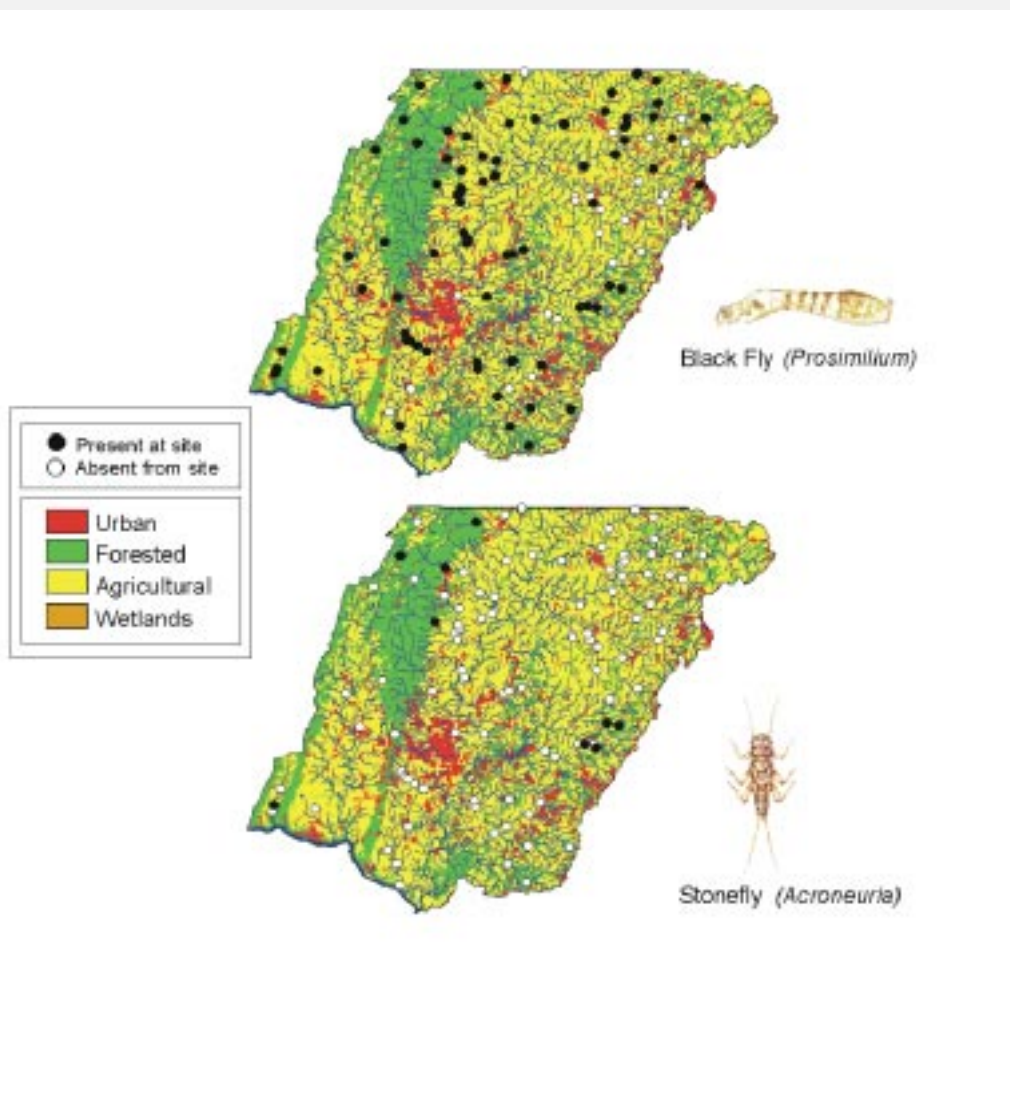 Black Fly (Prosimilium)
Present at site
Absent from site
Urban
Forested
Agricultural
Wetlands
Stonefly (Acroneuria)